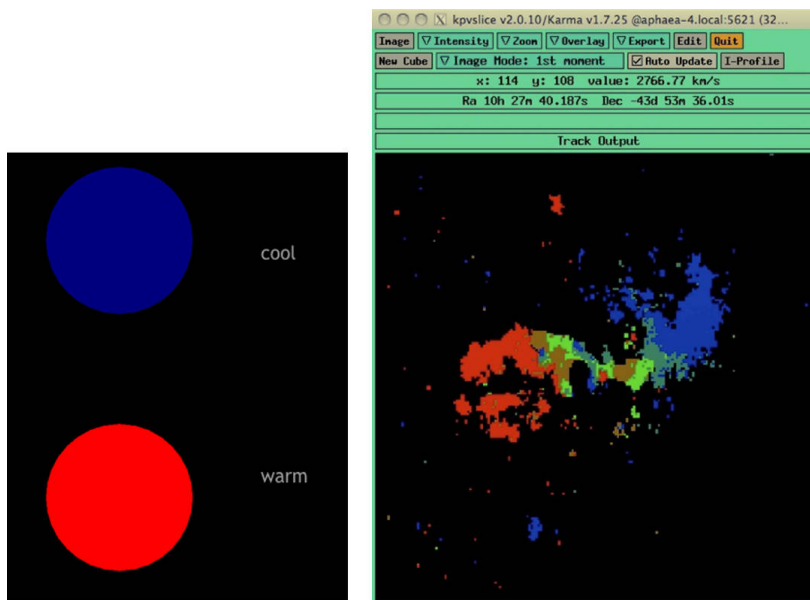 cool
warm
kpvslice v2.0.10/Karma v1.7.25 @aphaea-4.local:5621 (32...
Image Intensity Zoom Overlay Export Edit Quit
New Cube Image Mode: 1st moment Auto Update I-Profile
x: 114 y: 108 value: 2766.77 km/s
Ra 10h 27m 40.187s Dec -43d 53m 36.01s
Track Output